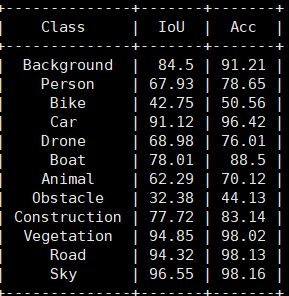 +--------------+-------+-------+
|    Class     |  IoU  |  Acc  |
+--------------+-------+-------+
|  Background  |  84.5 | 91.21 |
|    Person    | 67.93 | 78.65 |
|     Bike     | 42.75 | 50.56 |
|     Car      | 91.12 | 96.42 |
|    Drone     | 68.98 | 76.01 |
|     Boat     | 78.01 |  88.5 |
|    Animal    | 62.29 | 70.12 |
|   Obstacle   | 32.38 | 44.13 |
| Construction | 77.72 | 83.14 |
|  Vegetation  | 94.85 | 98.02 |
|     Road     | 94.32 | 98.13 |
|     Sky      | 96.55 | 98.16 |
+--------------+-------+-------+